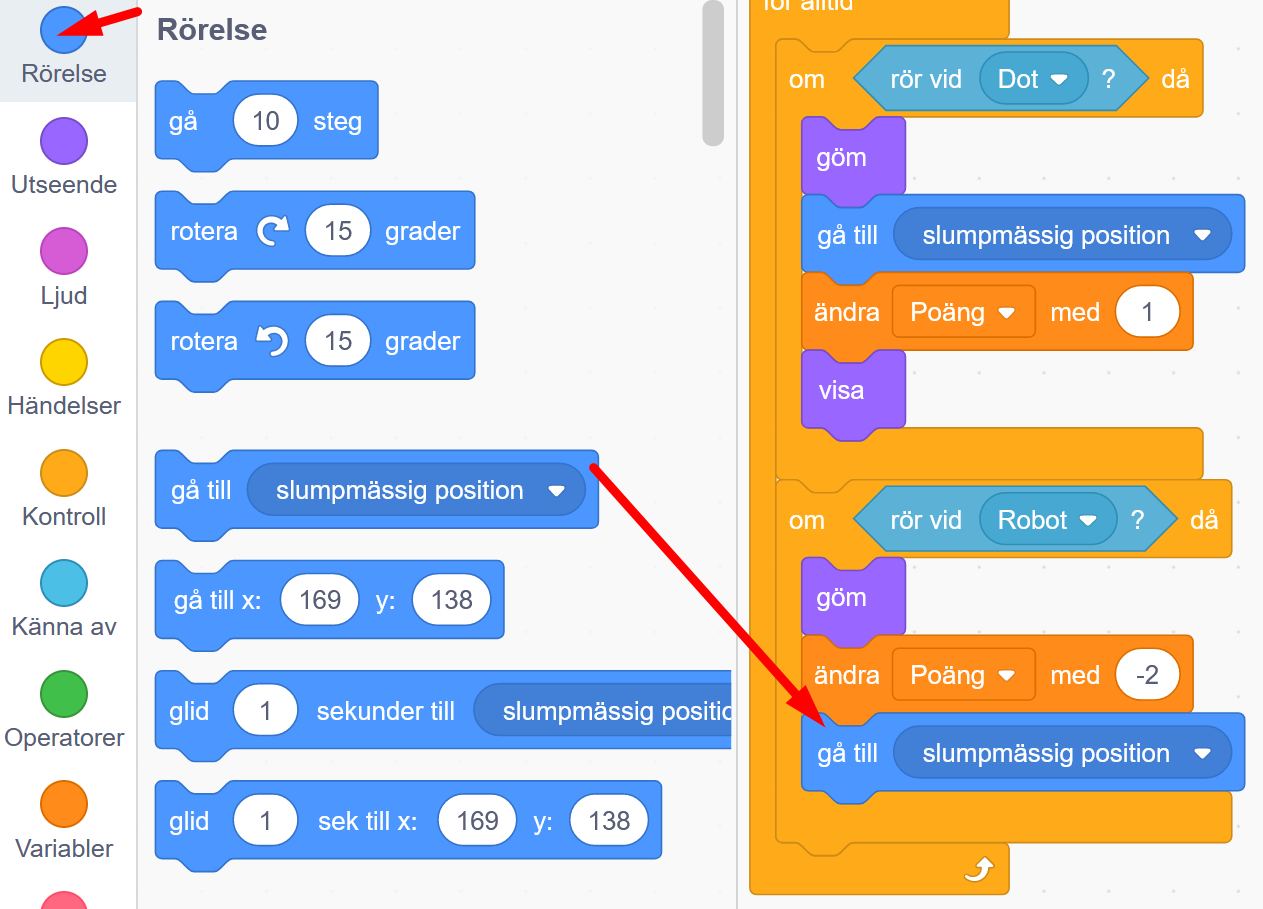 Rörelse
Utseende
Ljud
Händelser
Kontroll
Känna av
Operatorer
Variabler
Rörelse
gå 10 steg
rotera 15 grader
rotera 15 grader
gå till slumpmässig position
gå till x: 169 y: 138
glid 1 sekunder till slumpmässig positio
glid 1 sek till x: 169 y: 138
för alltid
om rör vid Dot ? då
göm
gå till slumpmässig position
ändra Poäng med 1
visa
om rör vid Robot ? då
göm
ändra Poäng med -2
gå till slumpmässig position